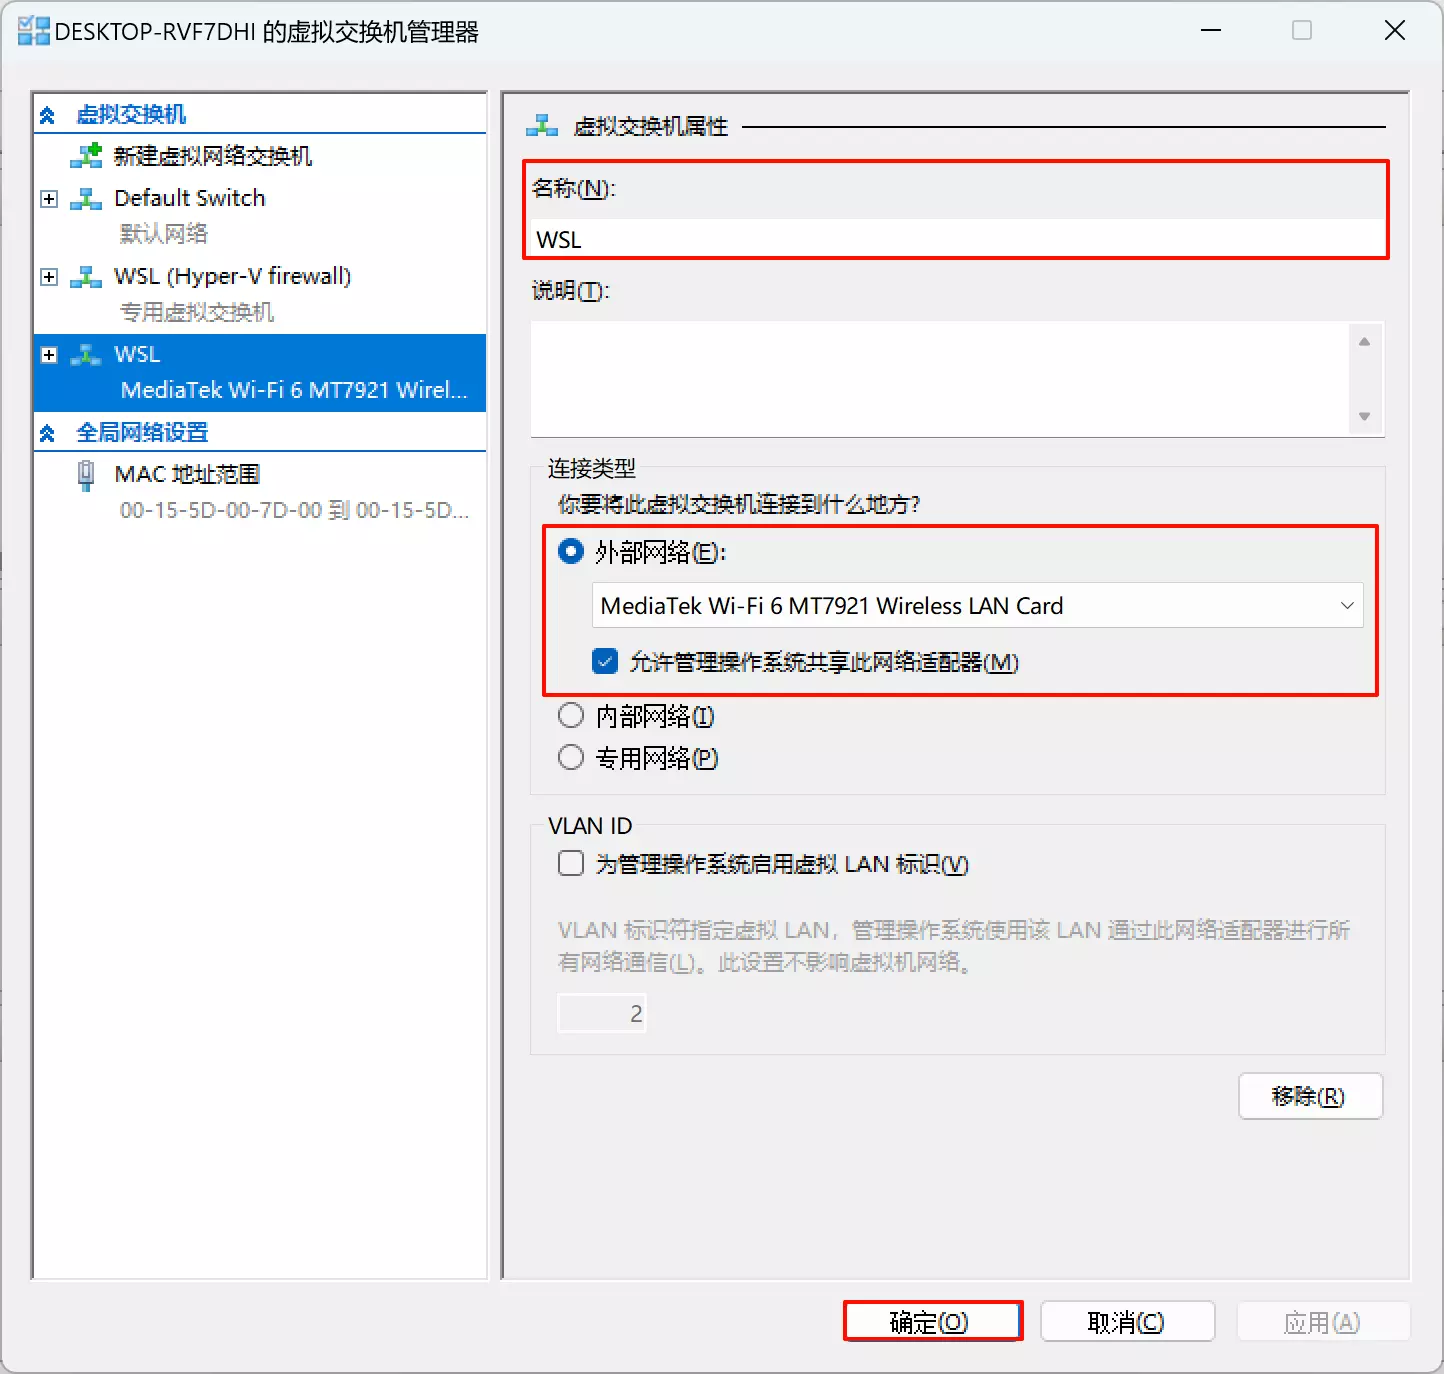 DESKTOP-RVF7DHI 的虚拟交换机管理器
虚拟交换机
新建虚拟网络交换机
Default Switch
默认网络
WSL (Hyper-V firewall)
专用虚拟交换机
WSL
MediaTek Wi-Fi 6 MT7921 Wirel...
全局网络设置
MAC 地址范围
00-15-5D-00-7D-00 到 00-15-5D...
虚拟交换机属性
名称(N):
WSL
说明(T):
连接类型
你要将此虚拟交换机连接到什么地方?
外部网络(E):
MediaTek Wi-Fi 6 MT7921 Wireless LAN Card
允许管理操作系统共享此网络适配器(M)
内部网络(I)
专用网络(P)
VLAN ID
为管理操作系统启用虚拟 LAN 标识(V)
VLAN 标识符指定虚拟 LAN，管理操作系统使用该 LAN 通过此网络适配器进行所
有网络通信(L)。此设置不影响虚拟机网络。
2
移除(R)
确定(O)
取消(C)
应用(A)